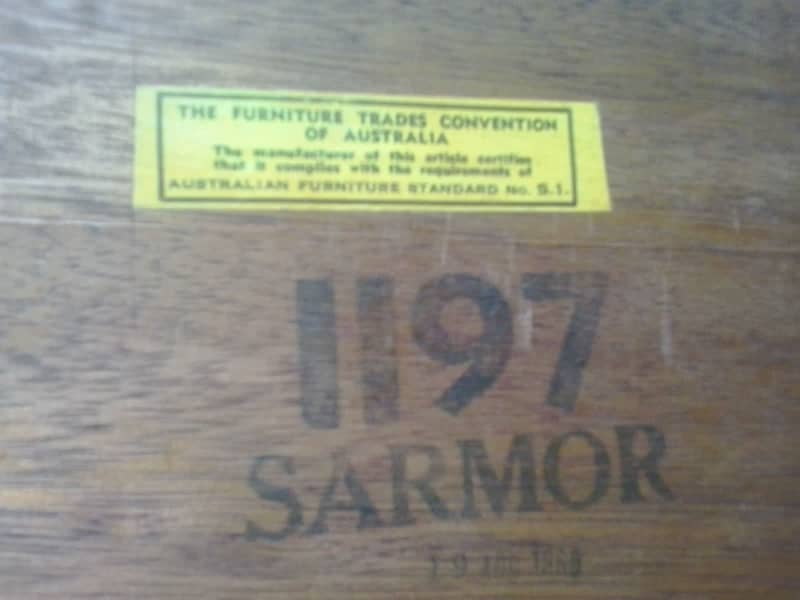 THE FURNITURE TRADES CONVENTION
OF AUSTRALIA
The manufacturer of this article certifies
that it complies with the requirements of
AUSTRALIAN FURNITURE STANDARD No. S.1.
1197
SARMOR
19